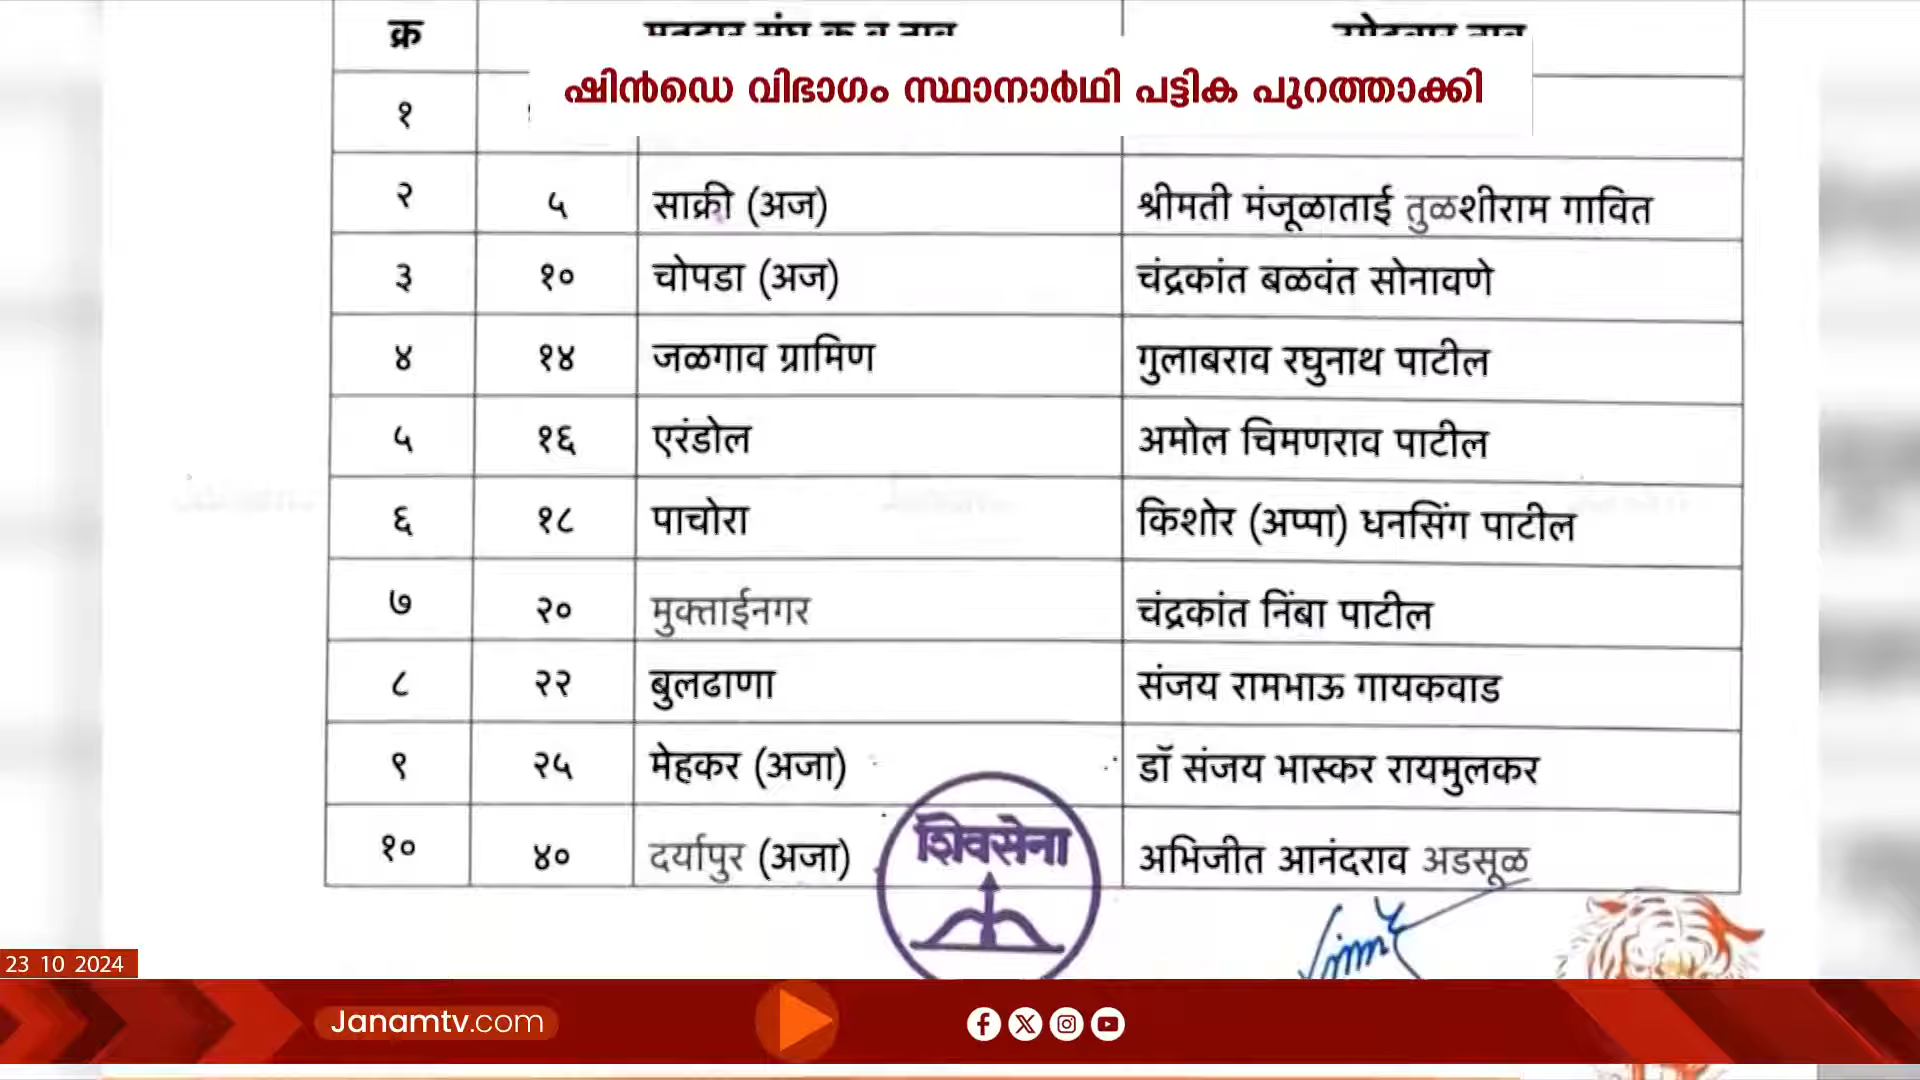 क्र
ഷിൻഡെ വിഭാഗം സ്ഥാനാർഥി പട്ടിക പുറത്താക്കി
१
२ ५ साक्री (अज) श्रीमती मंजूळाताई तुळशीराम गावित
३ १० चोपडा (अज) चंद्रकांत बळवंत सोनावणे
४ १४ जळगाव ग्रामिण गुलाबराव रघुनाथ पाटील
५ १६ एरंडोल अमोल चिमणराव पाटील
६ १८ पाचोरा किशोर (अप्पा) धनसिंग पाटील
७ २० मुक्ताईनगर चंद्रकांत निंबा पाटील
८ २२ बुलढाणा संजय रामभाऊ गायकवाड
९ २५ मेहकर (अजा) डॉ संजय भास्कर रायमुलकर
१० ४० दर्यापुर (अजा) अभिजीत आनंदराव अडसूळ
शिवसेना
23 10 2024
Janamtv.com